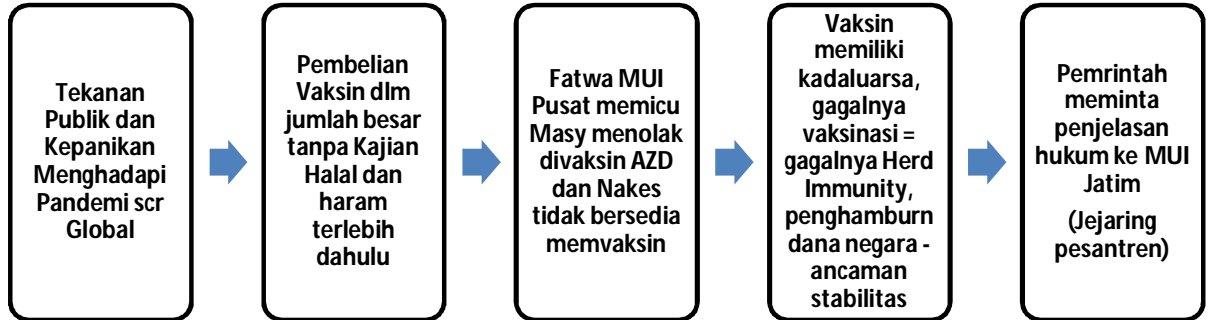 Tekanan
Publik dan
Kepanikan
Menghadapi
Pandemi scr
Global
Pembelian
Vaksin dlm
jumlah besar
tanpa Kajian
Halal dan
haram
terlebih
dahulu
Fatwa MUI
Pusat memicu
Masy menolak
divaksin AZD
dan Nakes
tidak bersedia
memvaksin
Vaksin
memiliki
kadaluarsa,
gagalnya
vaksinasi =
gagalnya Herd
Immunity,
penghamburn
dana negara -
ancaman
stabilitas
Pemrintah
meminta
penjelasan
hukum ke MUI
Jatim
(Jejaring
pesantren)